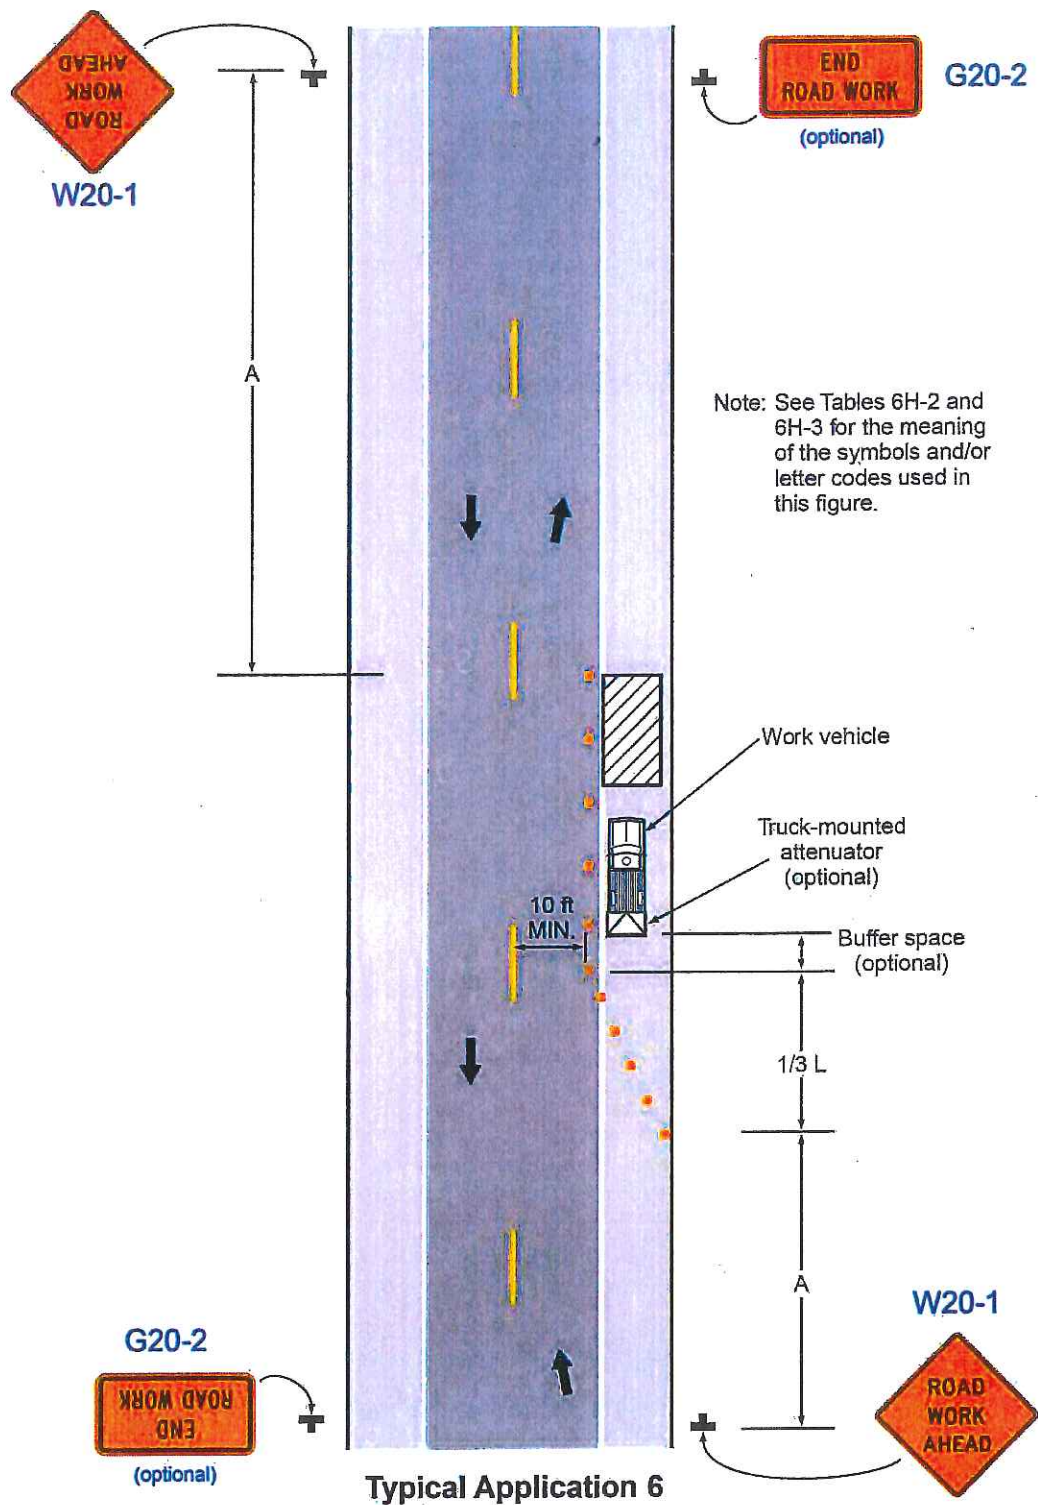 ROAD
WORK
AHEAD
W20-1
END
ROAD WORK
(optional)
G20-2
A
Note: See Tables 6H-2 and
6H-3 for the meaning
of the symbols and/or
letter codes used in
this figure.
Work vehicle
Truck-mounted
attenuator
(optional)
10 ft
MIN.
Buffer space
(optional)
1/3 L
A
G20-2
END
ROAD WORK
(optional)
W20-1
ROAD
WORK
AHEAD
Typical Application 6